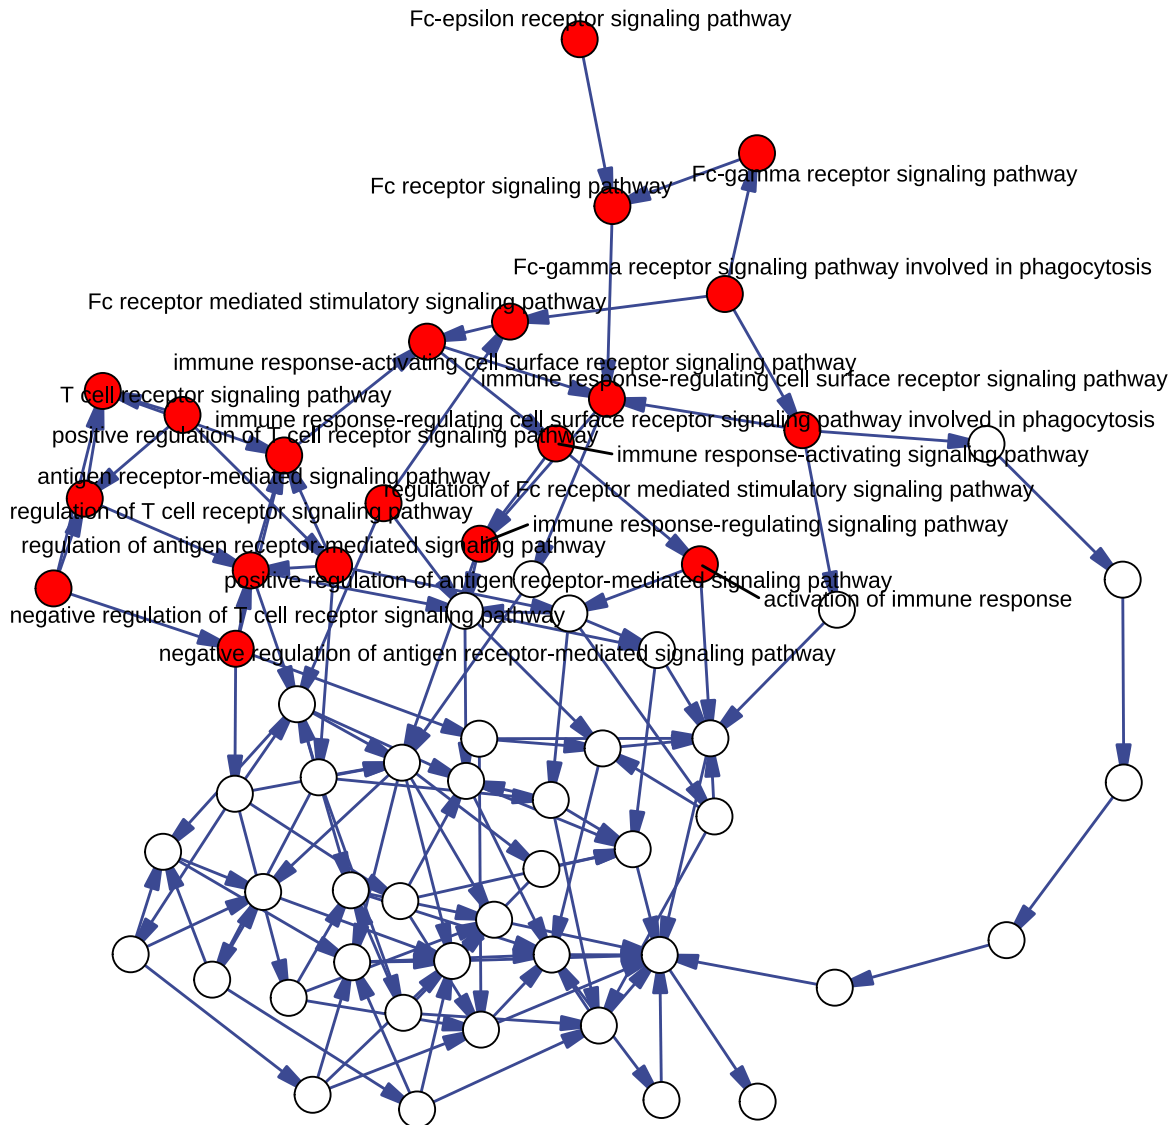 Fc-epsilon receptor signaling pathway
Fc-gamma receptor signaling pathway
Fc receptor signaling pathway
Fc-gamma receptor signaling pathway involved in phagocytosis
Fc receptor mediated stimulatory signaling pathway
immune response-activating cell surface receptor signaling pathway
immune response-regulating cell surface receptor signaling pathway
T cell receptor signaling pathway
immune response-regulating cell surface receptor signaling pathway involved in phagocytosis
positive regulation of T cell receptor signaling pathway
immune response-activating signaling pathway
antigen receptor-mediated signaling pathway
regulation of Fc receptor mediated stimulatory signaling pathway
regulation of T cell receptor signaling pathway
immune response-regulating signaling pathway
regulation of antigen receptor-mediated signaling pathway
positive regulation of antigen receptor-mediated signaling pathway
activation of immune response
negative regulation of T cell receptor signaling pathway
negative regulation of antigen receptor-mediated signaling pathway